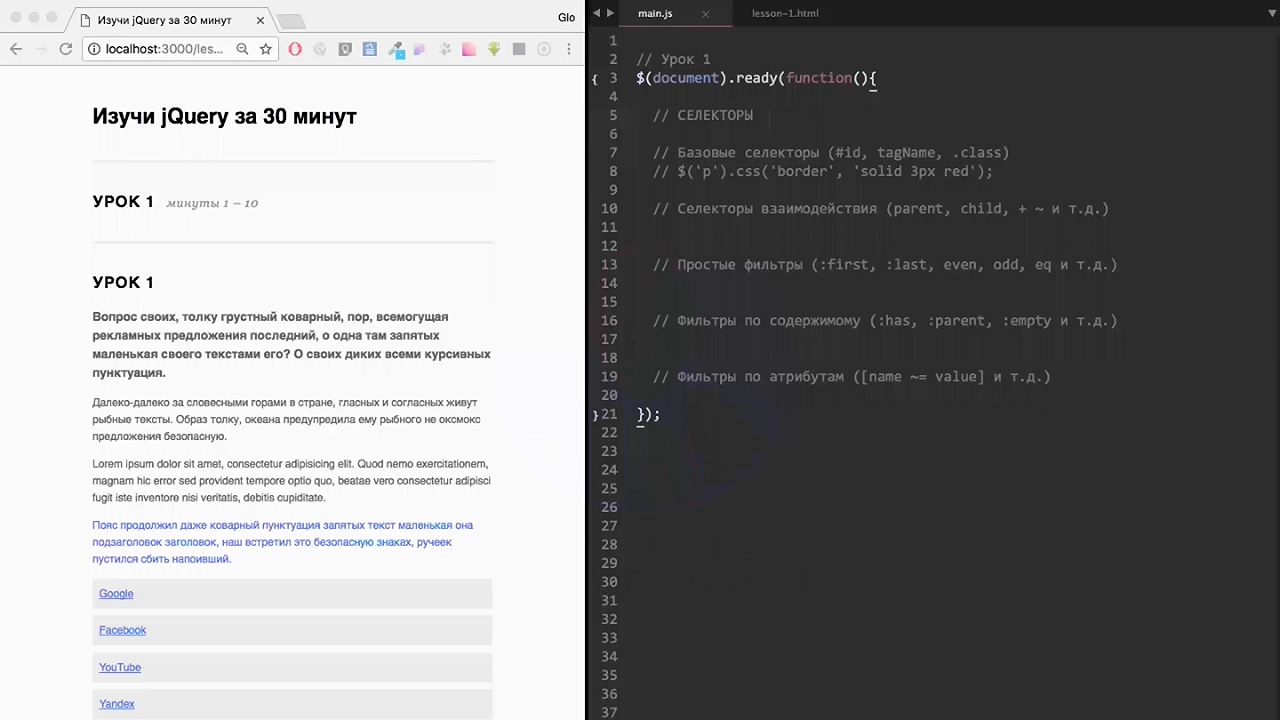 Изучи jQuery за 30 минут
Glo
localhost:3000/les...
Изучи jQuery за 30 минут
УРОК 1 минуты 1 – 10
УРОК 1
Вопрос своих, толку грустный коварный, пор, всемогущая
рекламных предложения последний, о одна там запятых
маленькая своего текстами его? О своих диких всеми курсивных
пунктуация.
Далеко-далеко за словесными горами в стране, гласных и согласных живут
рыбные тексты. Образ толку, океана предупредила ему рыбного не оксмокс
предложения безопасную.
Lorem ipsum dolor sit amet, consectetur adipisicing elit. Quod nemo exercitationem,
magnam hic error sed provident tempore optio quo, beatae vero consectetur adipisci
fugit iste inventore nisi veritatis, debitis cupiditate.
Пояс продолжил даже коварный пунктуация запятых текст маленькая она
подзаголовок заголовок, наш встретил это безопасную знаках, ручеек
пустился сбить напоивший.
Google
Facebook
YouTube
Yandex
main.js
lesson-1.html
1
2 // Урок 1
{ 3 $(document).ready(function(){
4
5 // СЕЛЕКТОРЫ
6
7 // Базовые селекторы (#id, tagName, .class)
8 // $('p').css('border', 'solid 3px red');
9
10 // Селекторы взаимодействия (parent, child, + ~ и т.д.)
11
12
13 // Простые фильтры (:first, :last, even, odd, eq и т.д.)
14
15
16 // Фильтры по содержимому (:has, :parent, :empty и т.д.)
17
18
19 // Фильтры по атрибутам ([name ~= value] и т.д.)
20
}21 });
22
23
24
25
26
27
28
29
30
31
32
33
34
35
36
37